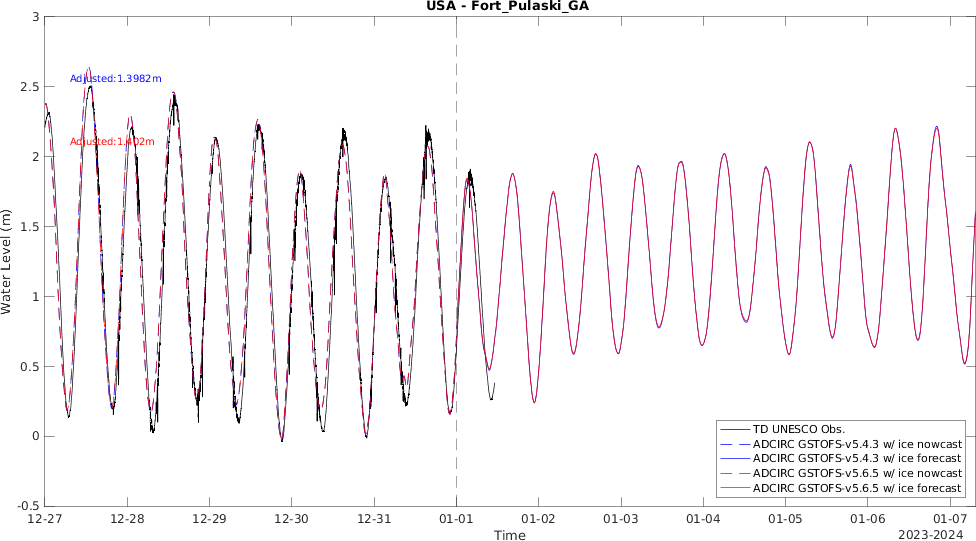 USA - Fort_Pulaski_GA
3
2.5
2
1.5
1
0.5
0
-0.5
Water Level (m)
Adjusted:1.3982m
Adjusted:1.402m
TD UNESCO Obs.
ADCIRC GSTOFS-v5.4.3 w/ ice nowcast
ADCIRC GSTOFS-v5.4.3 w/ ice forecast
ADCIRC GSTOFS-v5.6.5 w/ ice nowcast
ADCIRC GSTOFS-v5.6.5 w/ ice forecast
12-27 12-28 12-29 12-30 12-31 01-01 01-02 01-03 01-04 01-05 01-06 01-07
Time
2023-2024